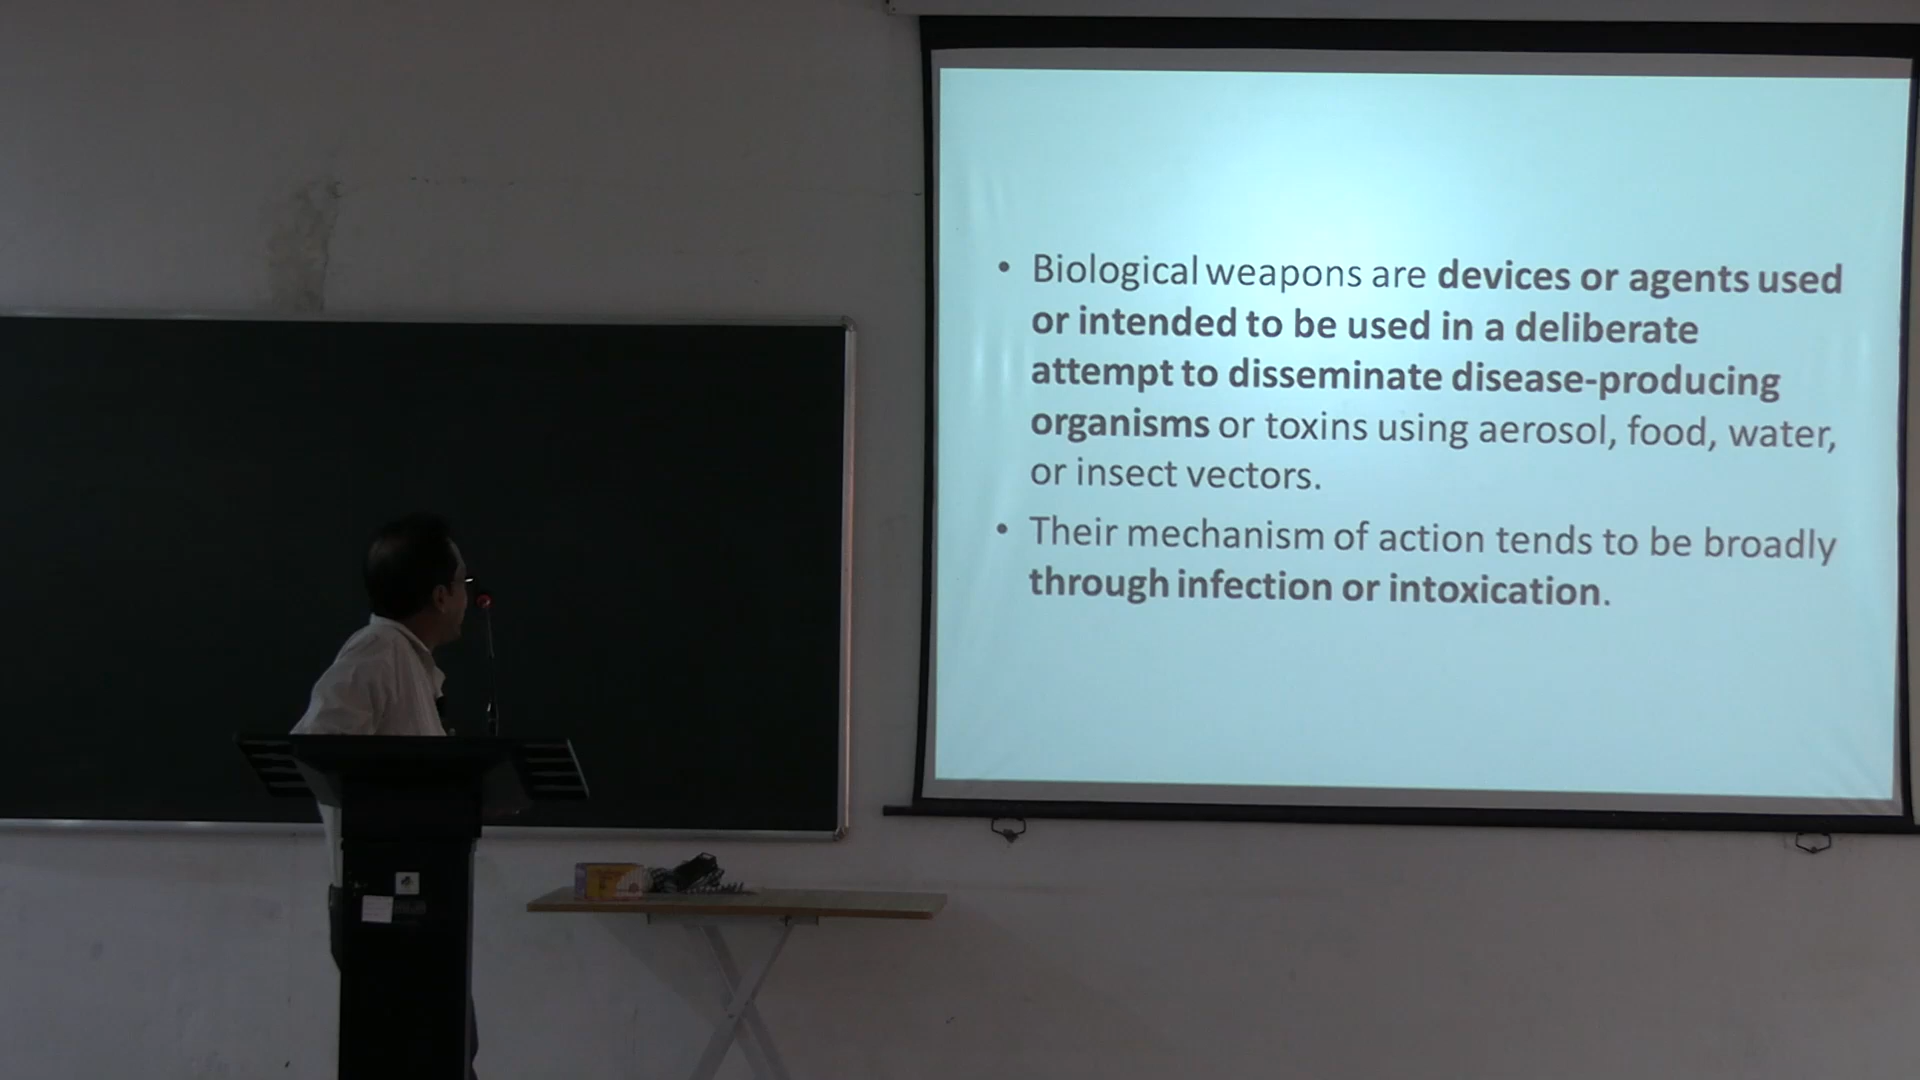 • Biological weapons are devices or agents used
or intended to be used in a deliberate
attempt to disseminate disease-producing
organisms or toxins using aerosol, food, water,
or insect vectors.
• Their mechanism of action tends to be broadly
through infection or intoxication.